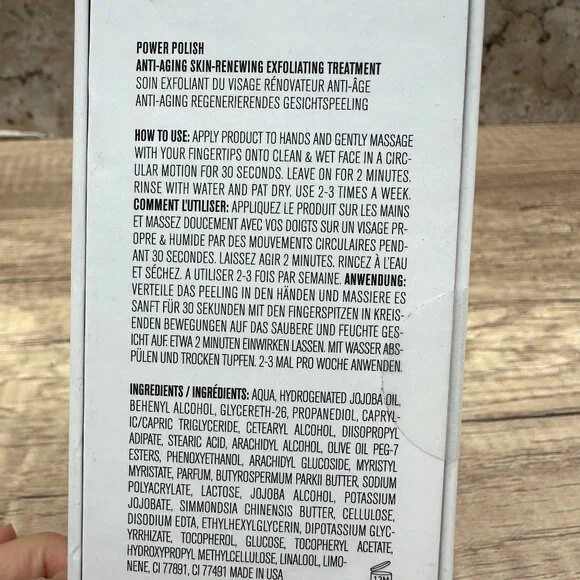 POWER POLISH
ANTI-AGING SKIN-RENEWING EXFOLIATING TREATMENT
SOIN EXFOLIANT DU VISAGE RÉNOVATEUR ANTI-ÂGE
ANTI-AGING REGENERIERENDES GESICHTSPEELING
HOW TO USE: APPLY PRODUCT TO HANDS AND GENTLY MASSAGE
WITH YOUR FINGERTIPS ONTO CLEAN & WET FACE IN A CIRC-
ULAR MOTION FOR 30 SECONDS. LEAVE ON FOR 2 MINUTES.
RINSE WITH WATER AND PAT DRY. USE 2-3 TIMES A WEEK.
COMMENT L'UTILISER: APPLIQUEZ LE PRODUIT SUR LES MAINS
ET MASSEZ DOUCEMENT AVEC VOS DOIGTS SUR UN VISAGE PR-
OPRE & HUMIDE PAR DES MOUVEMENTS CIRCULAIRES PEND-
ANT 30 SECONDES. LAISSEZ AGIR 2 MINUTES. RINCEZ À L'EAU
ET SÉCHEZ. A UTILISER 2-3 FOIS PAR SEMAINE. ANWENDUNG:
VERTEILE DAS PEELING IN DEN HÄNDEN UND MASSIERE ES
SANFT FÜR 30 SEKUNDEN MIT DEN FINGERSPITZEN IN KREIS-
ENDEN BEWEGUNGEN AUF DAS SAUBERE UND FEUCHTE GES-
ICHT AUF ETWA 2 MINUTEN EINWIRKEN LASSEN. MIT WASSER ABS-
PÜLEN UND TROCKEN TUPFEN. 2-3 MAL PRO WOCHE ANWENDEN.
INGREDIENTS / INGRÉDIENTS: AQUA, HYDROGENATED JOJOBA OIL,
BEHENYL ALCOHOL, GLYCERETH-26, PROPANEDIOL, CAPRYL-
IC/CAPRIC TRIGLYCERIDE, CETEARYL ALCOHOL, DIISOPROPYL
ADIPATE, STEARIC ACID, ARACHIDYL ALCOHOL, OLIVE OIL PEG-7
ESTERS, PHENOXYETHANOL, ARACHIDYL GLUCOSIDE, MYRISTYL
MYRISTATE, PARFUM, BUTYROSPERMUM PARKII BUTTER, SODIUM
POLYACRYLATE, LACTOSE, JOJOBA ALCOHOL, POTASSIUM
JOJOBATE, SIMMONDSIA CHINENSIS BUTTER, CELLULOSE,
DISODIUM EDTA, ETHYLHEXYLGLYCERIN, DIPOTASSIUM GLYC-
YRRHIZATE, TOCOPHEROL, GLUCOSE, TOCOPHERYL ACETATE,
HYDROXYPROPYL METHYLCELLULOSE, LINALOOL, LIMO-
NENE, CI 77891, CI 77491 MADE IN USA
12M